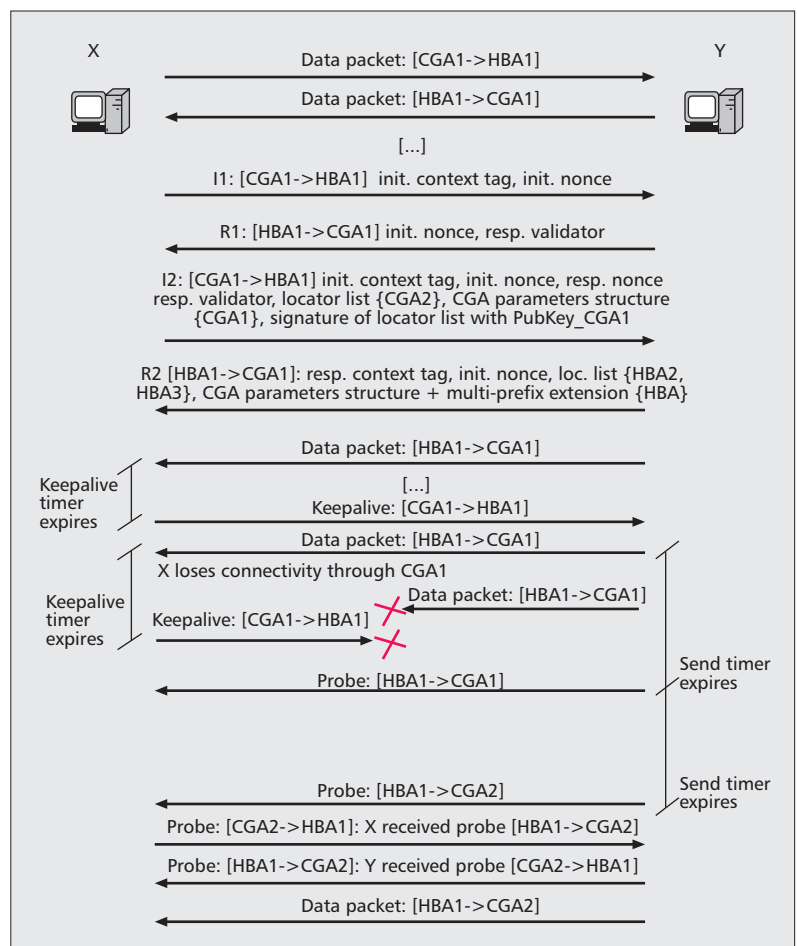 X
Y
Data packet: [CGA1->HBA1]
Data packet: [HBA1->CGA1]
[...]
I1: [CGA1->HBA1] init. context tag, init. nonce
R1: [HBA1->CGA1] init. nonce, resp. validator
I2: [CGA1->HBA1] init. context tag, init. nonce, resp. nonce
resp. validator, locator list {CGA2}, CGA parameters structure
{CGA1}, signature of locator list with PubKey_CGA1
R2 [HBA1->CGA1]: resp. context tag, init. nonce, loc. list {HBA2,
HBA3}, CGA parameters structure + multi-prefix extension {HBA}
Data packet: [HBA1->CGA1]
Keepalive
timer
expires
[...]
Keepalive: [CGA1->HBA1]
Data packet: [HBA1->CGA1]
X loses connectivity through CGA1
Data packet: [HBA1->CGA1]
Keepalive
timer
expires
Keepalive: [CGA1->HBA1]
Probe: [HBA1->CGA1]
Send timer
expires
Probe: [HBA1->CGA2]
Send timer
expires
Probe: [CGA2->HBA1]: X received probe [HBA1->CGA2]
Probe: [HBA1->CGA2]: Y received probe [CGA2->HBA1]
Data packet: [HBA1->CGA2]